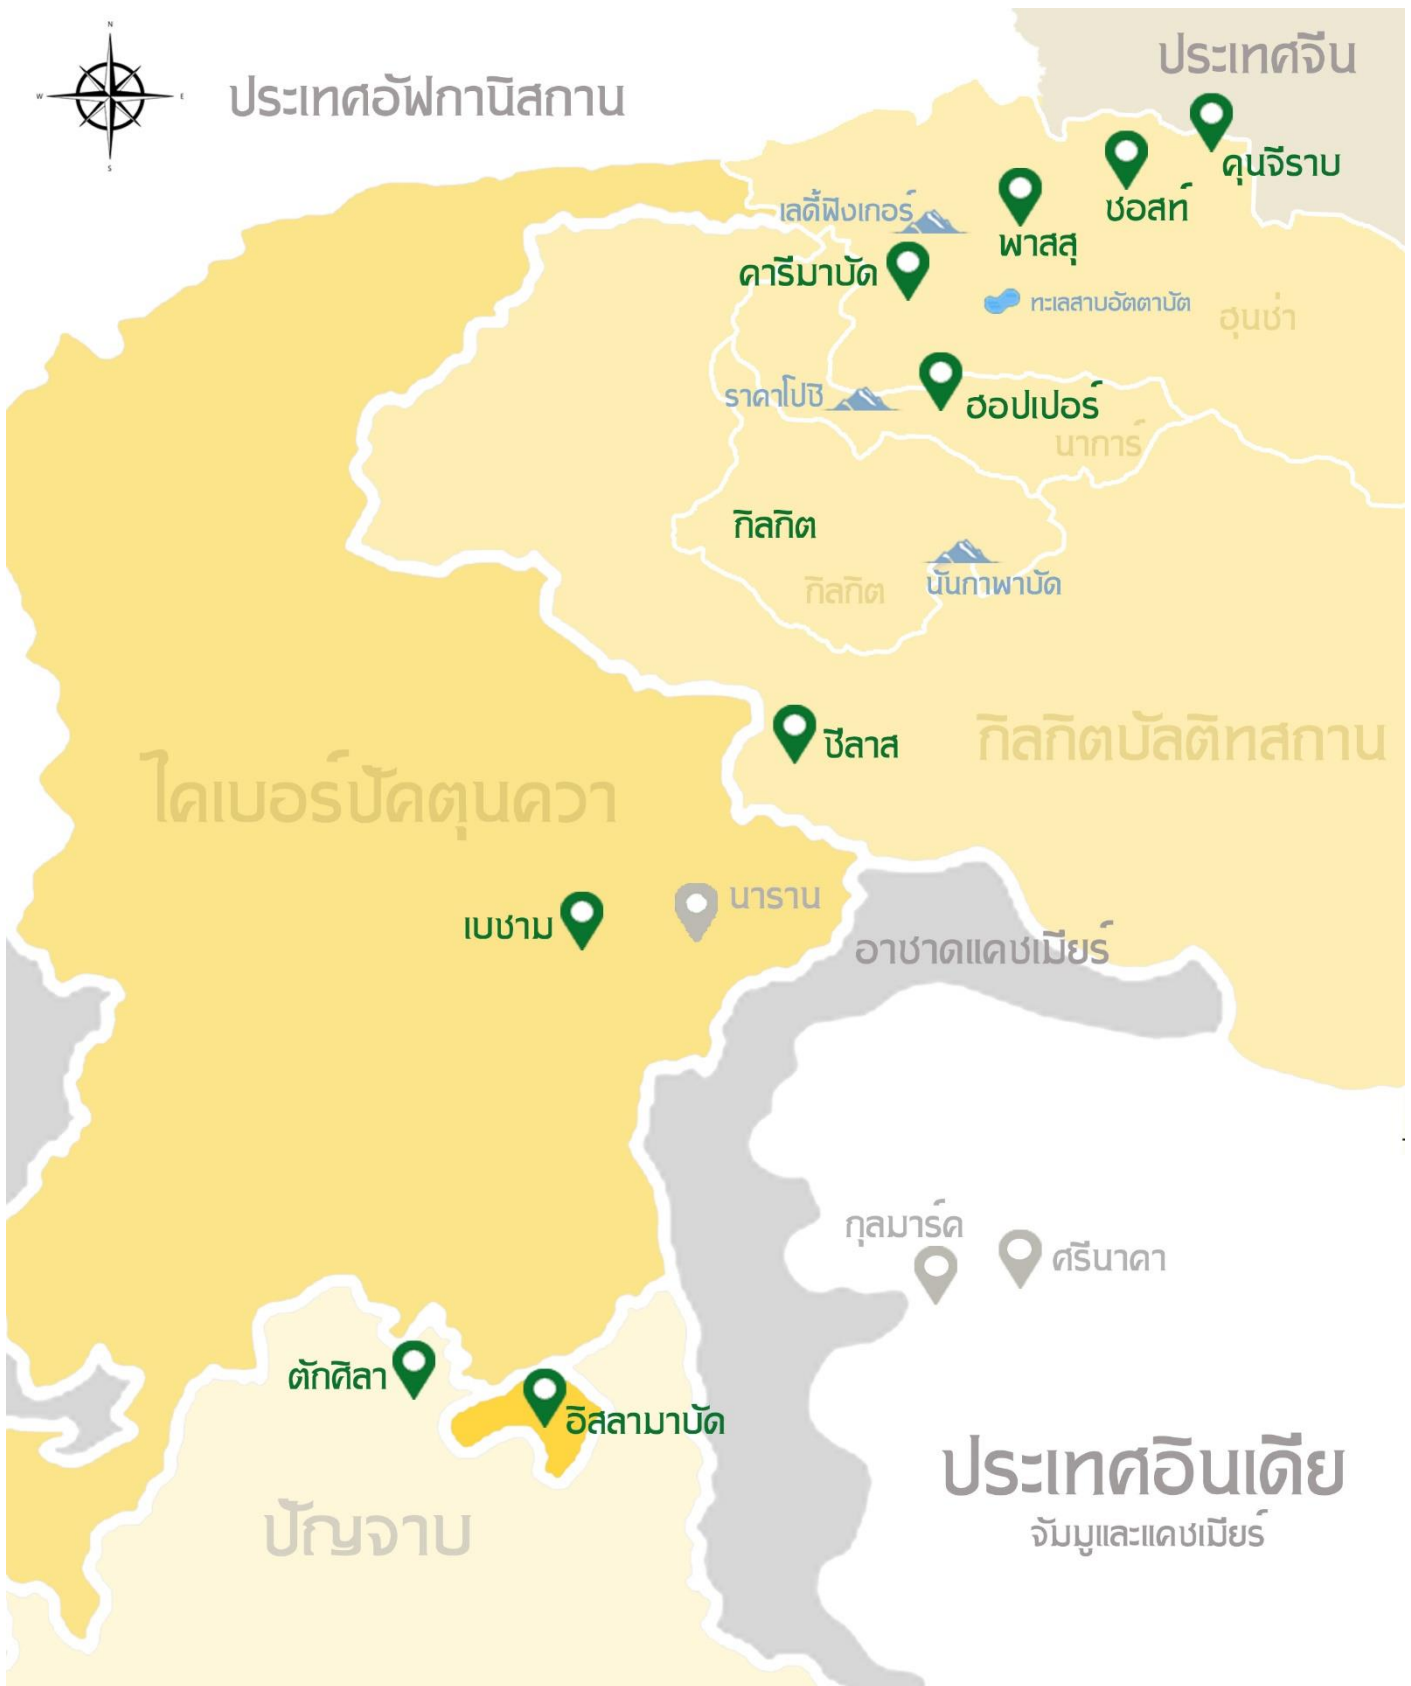 N
W
E
S
ประเทศอัฟกานิสถาน
ประเทศจีน
คุนจีราบ
ซอสท์
พาสสุ
เลดี้ฟิงเกอร์
คารีมาบัด
ทะเลสาบอัตตาบัต
ฮุนซ่า
ราคาโปชิ
ฮอปเปอร์
นาการ์
กิลกิต
นันกาพาบัด
กิลกิต
ชีลาส
กิลกิตบัลติทสถาน
ไคเบอร์ปัคตุนควา
นาราน
เบชาม
อาซาดแคชเมียร์
กุลมาร์ค
ศรีนาคา
ตักศิลา
อิสลามาบัด
ประเทศอินเดีย
จัมมูและแคชเมียร์
ปัญจาบ